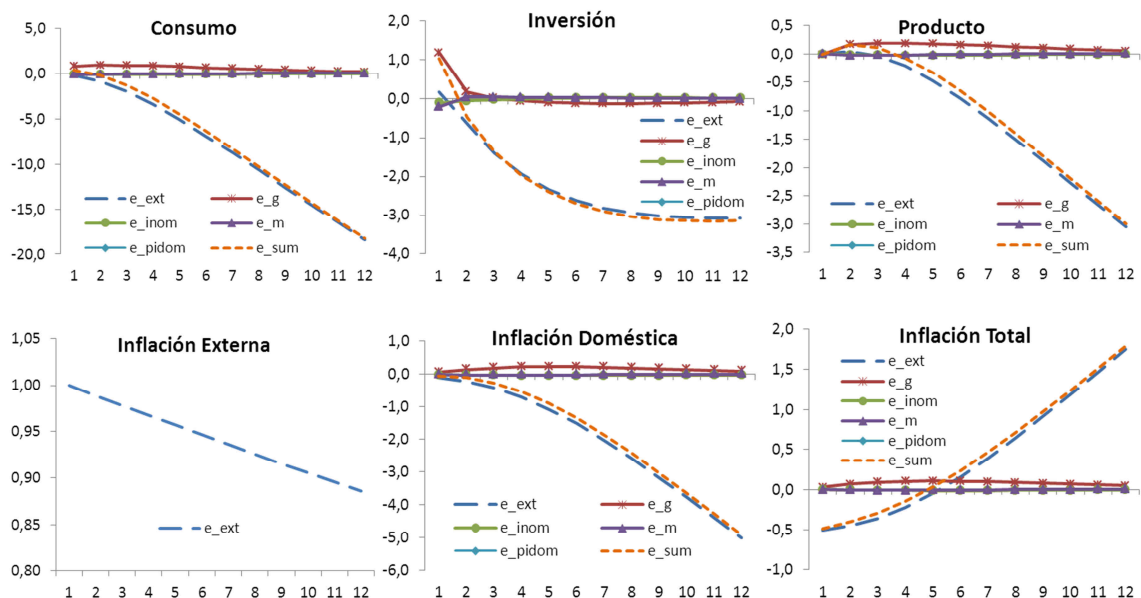 Consumo
5,0
0,0
-5,0
-10,0
-15,0
-20,0
e_ext
e_g
e_inom
e_m
e_pidom
e_sum
1 2 3 4 5 6 7 8 9 10 11 12
Inversión
2,0
1,0
0,0
-1,0
-2,0
-3,0
-4,0
e_ext
e_g
e_inom
e_m
e_pidom
1 2 3 4 5 6 7 8 9 10 11 12
Producto
0,5
0,0
-0,5
-1,0
-1,5
-2,0
-2,5
-3,0
-3,5
e_ext
e_g
e_inom
e_m
e_pidom
e_sum
1 2 3 4 5 6 7 8 9 10 11 12
Inflación Externa
1,05
1,00
0,95
0,90
0,85
0,80
e_ext
1 2 3 4 5 6 7 8 9 10 11 12
Inflación Doméstica
1,0
0,0
-1,0
-2,0
-3,0
-4,0
-5,0
-6,0
e_ext
e_g
e_inom
e_m
e_pidom
e_sum
1 2 3 4 5 6 7 8 9 10 11 12
Inflación Total
2,0
1,5
1,0
0,5
0,0
-0,5
-1,0
e_ext
e_g
e_inom
e_m
e_pidom
e_sum
1 2 3 4 5 6 7 8 9 10 11 12